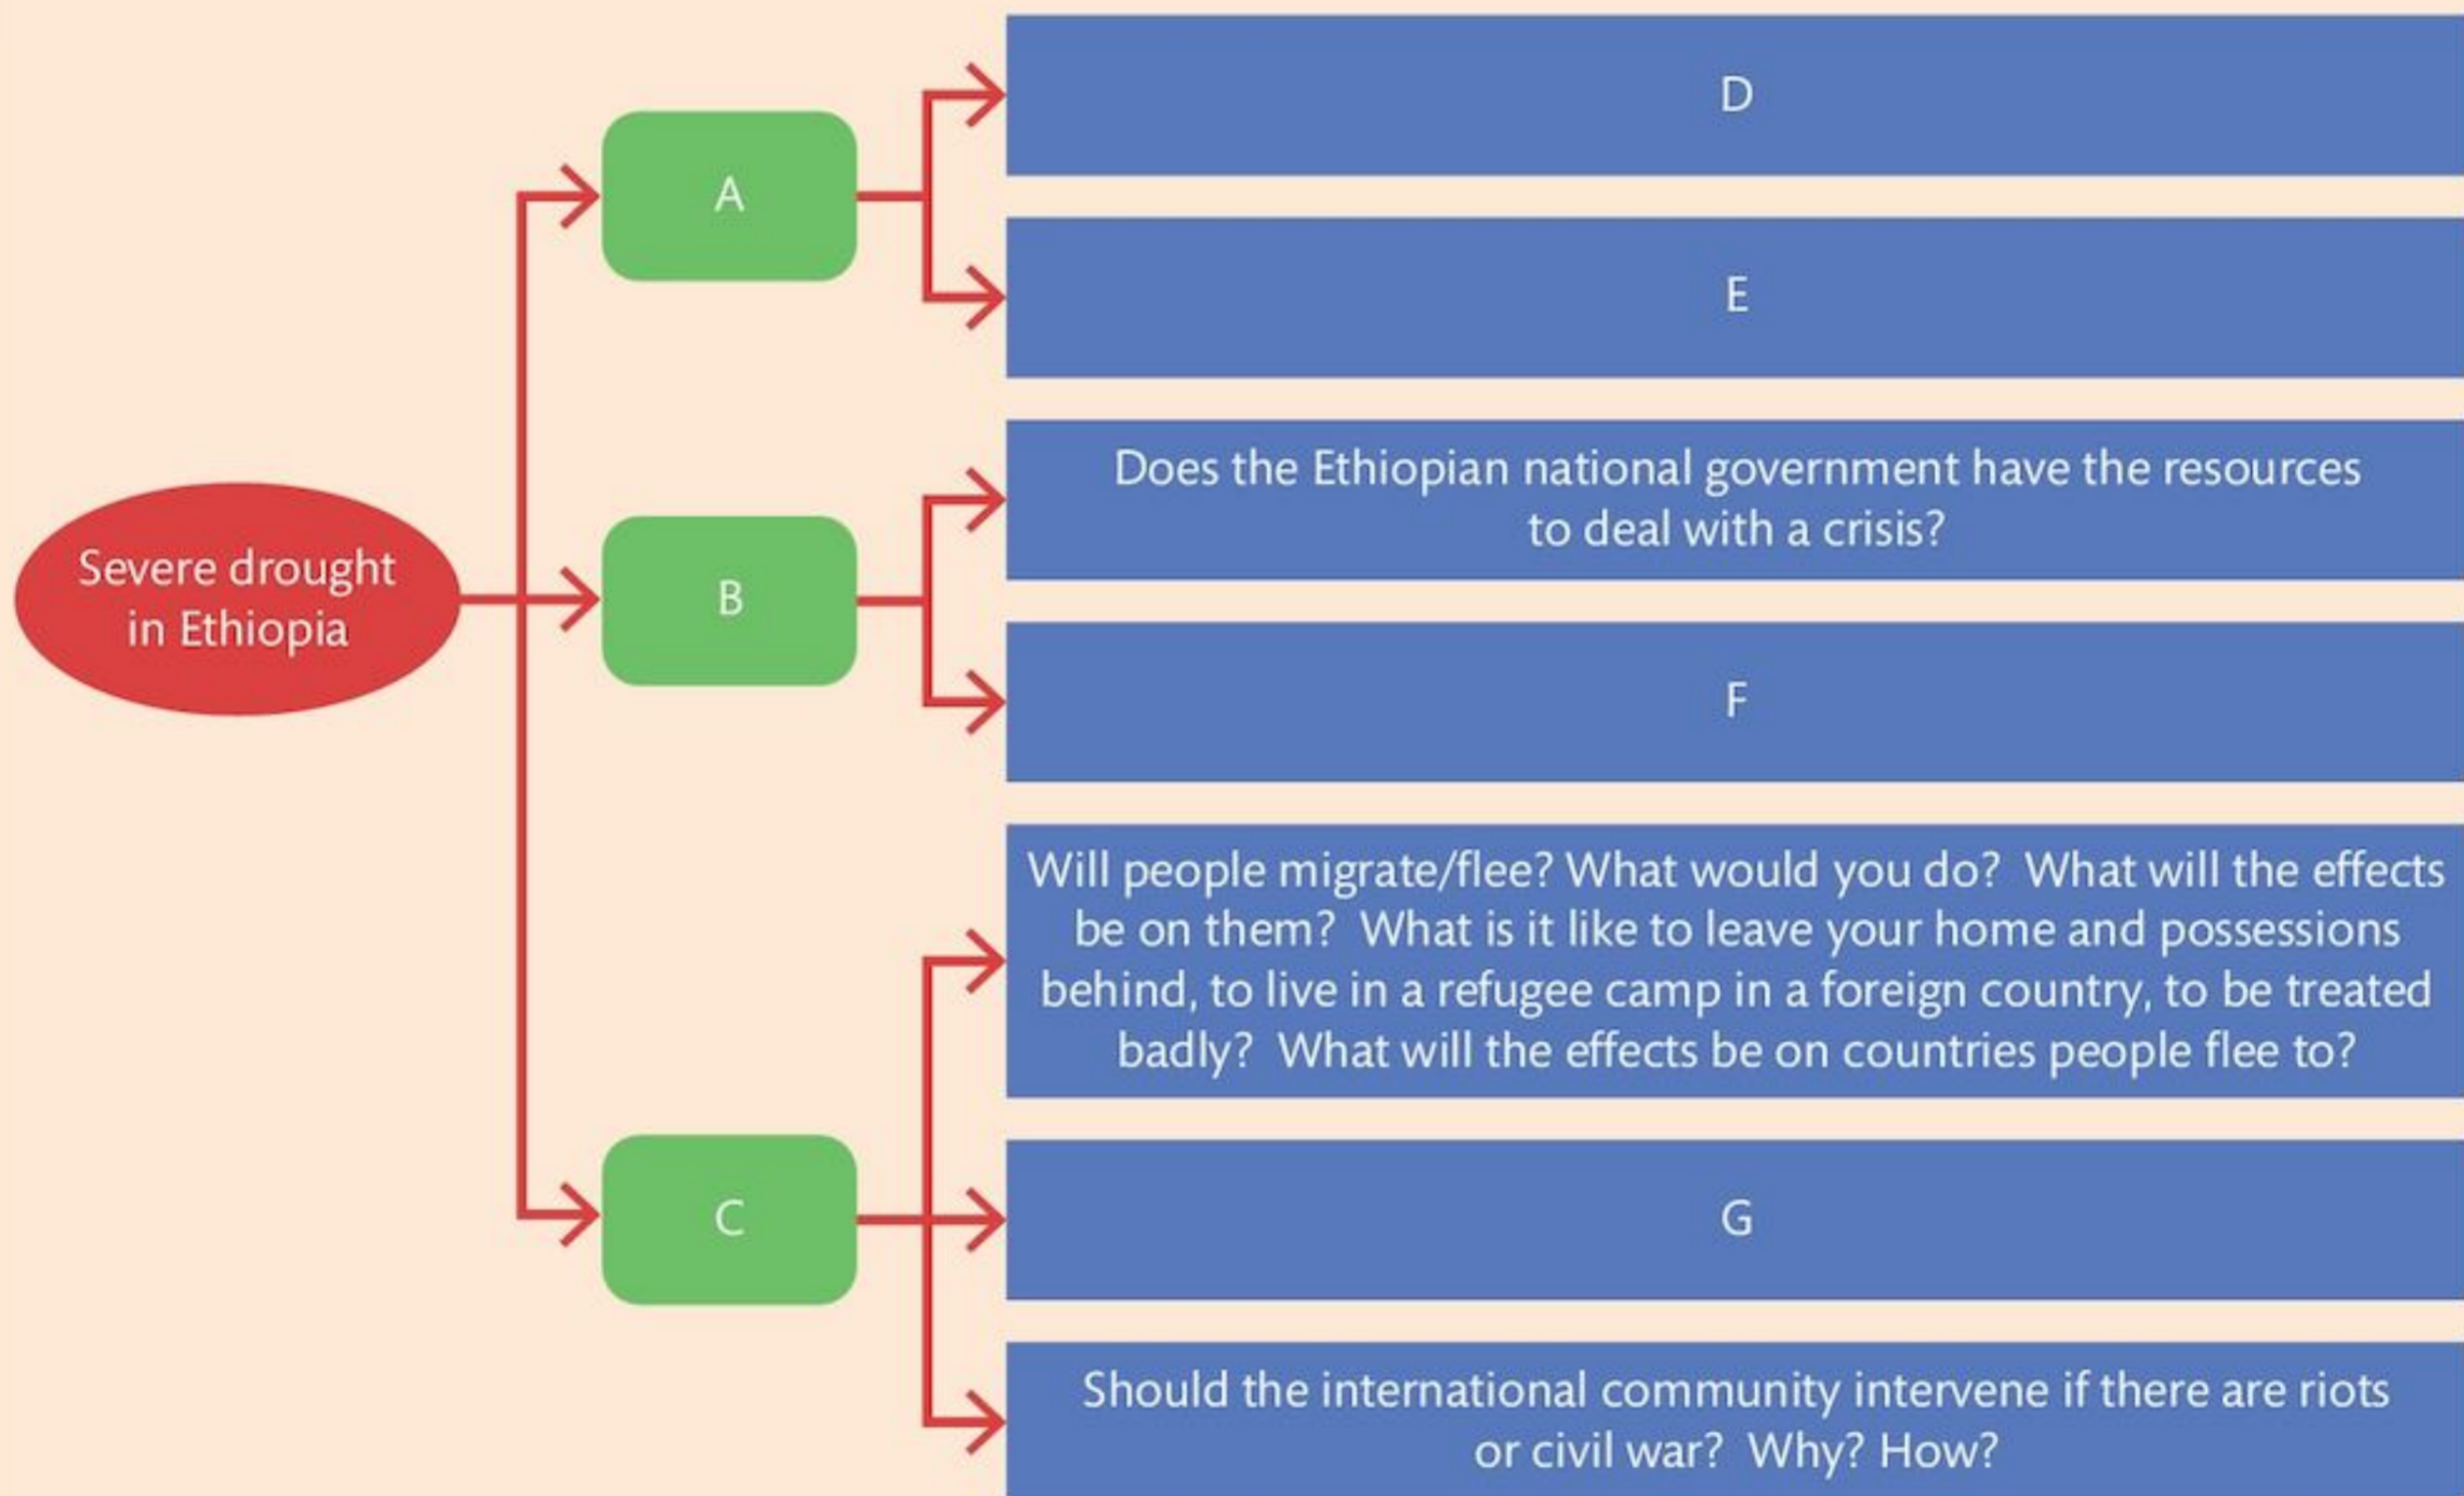 D
A
E
Does the Ethiopian national government have the resources
to deal with a crisis?
Severe drought
in Ethiopia
B
F
Will people migrate/flee? What would you do? What will the effects
be on them? What is it like to leave your home and possessions
behind, to live in a refugee camp in a foreign country, to be treated
badly? What will the effects be on countries people flee to?
C
G
Should the international community intervene if there are riots
or civil war? Why? How?